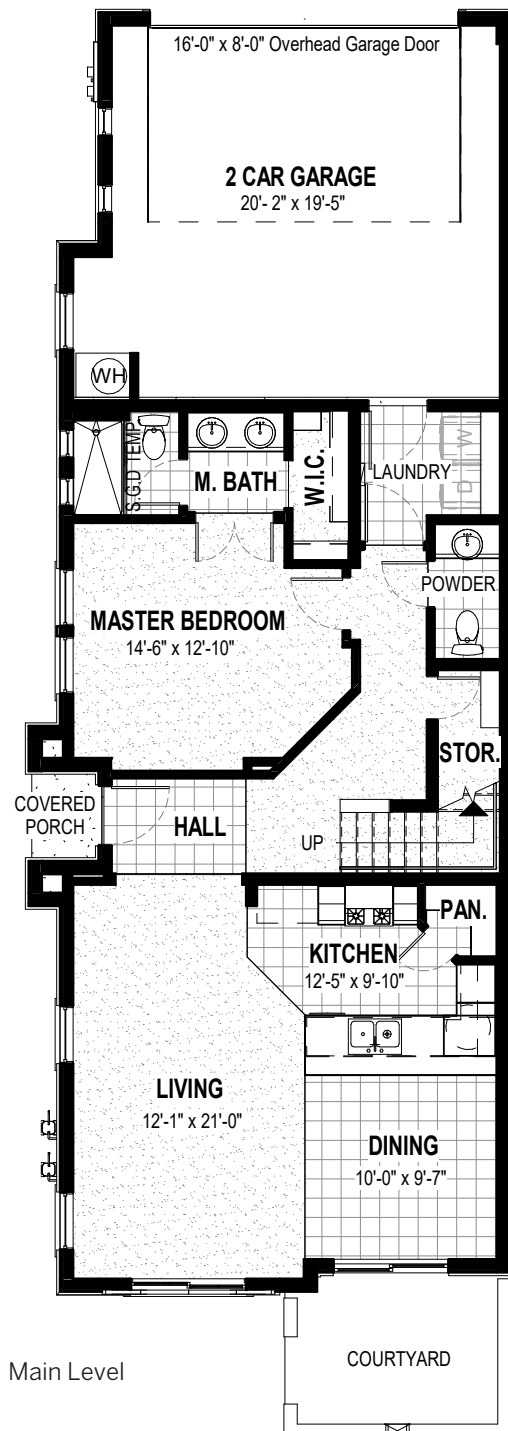 16'-0" x 8'-0" Overhead Garage Door
2 CAR GARAGE
20'- 2" x 19'-5"
WH
S.G.D TEMP
M. BATH
W.I.C.
LAUNDRY
W
D
POWDER
MASTER BEDROOM
14'-6" x 12'-10"
STOR.
COVERED
PORCH
HALL
UP
PAN.
KITCHEN
12'-5" x 9'-10"
LIVING
12'-1" x 21'-0"
DINING
10'-0" x 9'-7"
COURTYARD
Main Level